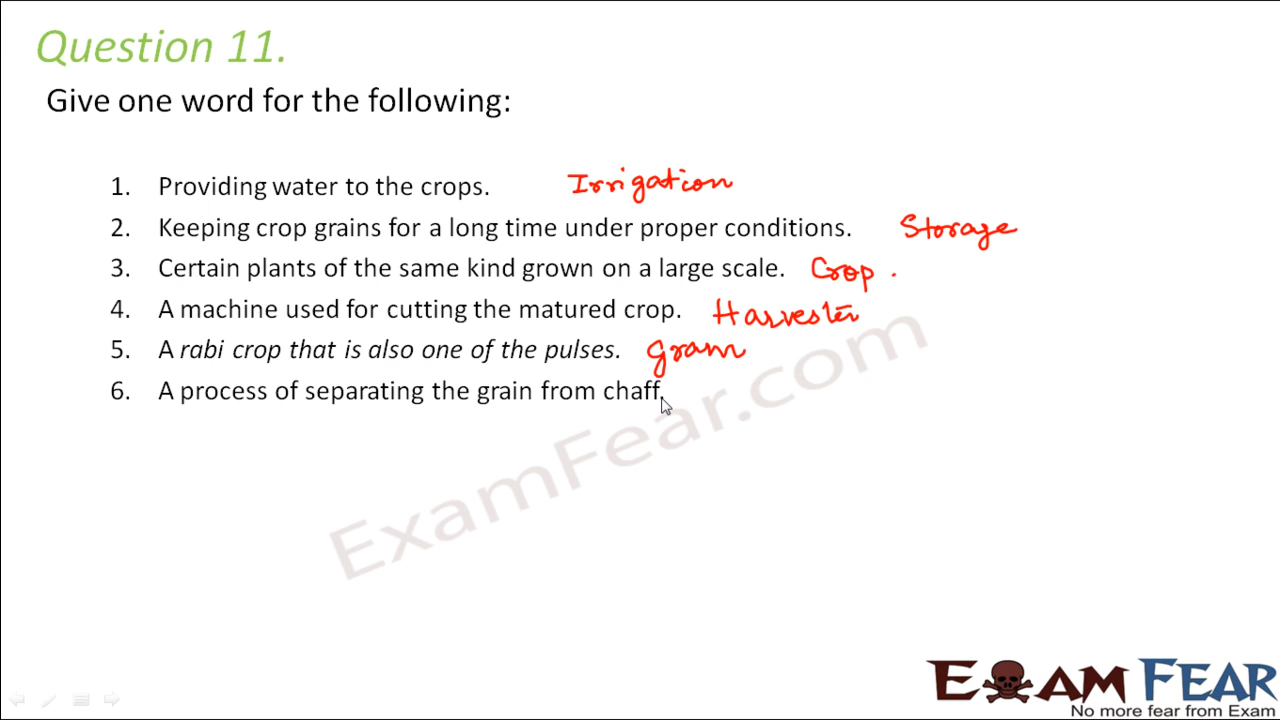 Question 11.
Give one word for the following:
1. Providing water to the crops. Irrigation
2. Keeping crop grains for a long time under proper conditions. Storage
3. Certain plants of the same kind grown on a large scale. Crop .
4. A machine used for cutting the matured crop. Harvester
5. A rabi crop that is also one of the pulses. gram
6. A process of separating the grain from chaff.
ExamFear.com
EXAM FEAR
No more fear from Exam